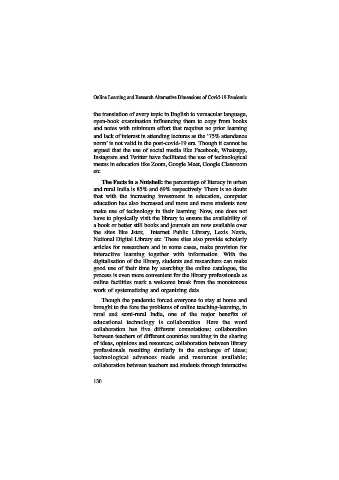 Online Learning and Research Alternative Dimensions of Covid-19 Pandemic
the translation of every topic in English to vernacular language,
open-book examination influencing them to copy from books
and notes with minimum effort that requires no prior learning
and lack of interest in attending lectures as the '75% attendance
norm' is not valid in the post-covid-19 era. Though it cannot be
argued that the use of social media like Facebook, Whatsapp,
Instagram and Twitter have facilitated the use of technological
means in education like Zoom, Google Meet, Google Classroom
etc.
The Facts in a Nutshell: the percentage of literacy in urban
and rural India is 85% and 69% respectively. There is no doubt
that with the increasing investment in education, computer
education has also increased and more and more students now
make use of technology in their learning. Now, one does not
have to physically visit the library to ensure the availability of
a book or better still books and journals are now available over
the sites like Jstor, Internet Public Library, Lexis Nexis,
National Digital Library etc. These sites also provide scholarly
articles for researchers and in some cases, make provision for
interactive learning together with information. With the
digitalisation of the library, students and researchers can make
good use of their time by searching the online catalogue, the
process is even more convenient for the library professionals as
online facilities mark a welcome break from the monotonous
work of systematizing and organizing data.
Though the pandemic forced everyone to stay at home and
brought to the fore the problems of online teaching-learning, in
rural and semi-rural India, one of the major benefits of
educational technology is collaboration. Here the word
collaboration has five different connotations; collaboration
between teachers of different countries resulting in the sharing
of ideas, opinions and resources; collaboration between library
professionals resulting similarly in the exchange of ideas;
technological advances made and resources available;
collaboration between teachers and students through interactive
130